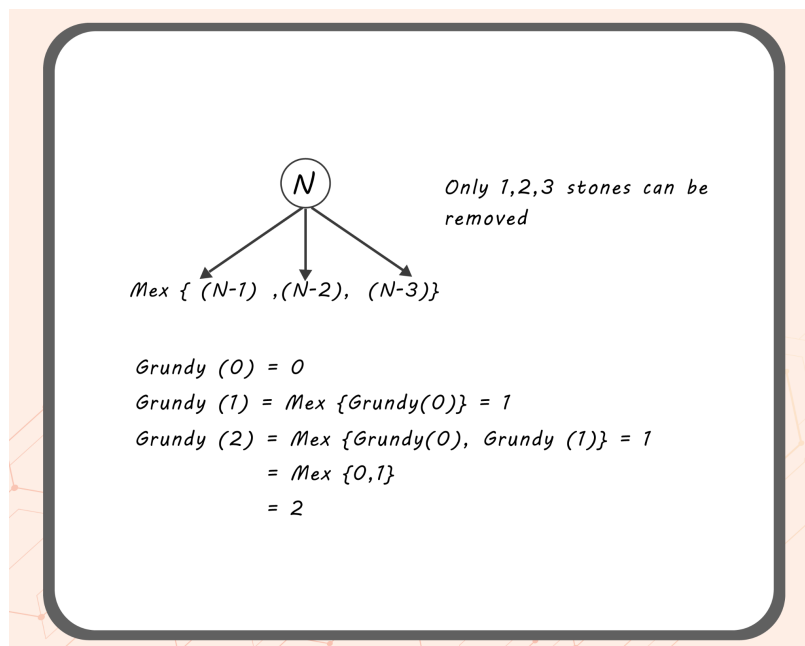 N
Only 1,2,3 stones can be
removed
Mex { (N-1) ,(N-2), (N-3)}
Grundy (0) = 0
Grundy (1) = Mex {Grundy(0)} = 1
Grundy (2) = Mex {Grundy(0), Grundy (1)} = 1
= Mex {0,1}
= 2